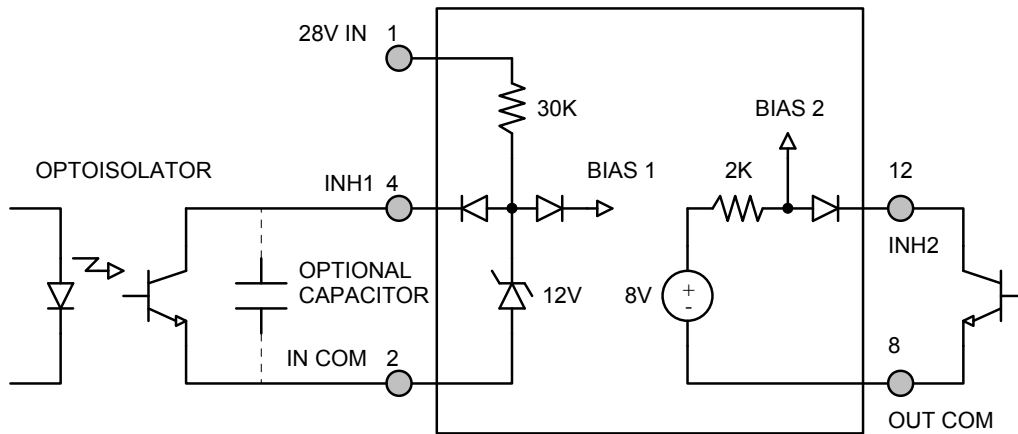 28V IN 1
30K
BIAS 2
OPTOISOLATOR
BIAS 1
2K
12
INH1 4
INH2
OPTIONAL
CAPACITOR
12V
8V
+
-
IN COM 2
8
OUT COM